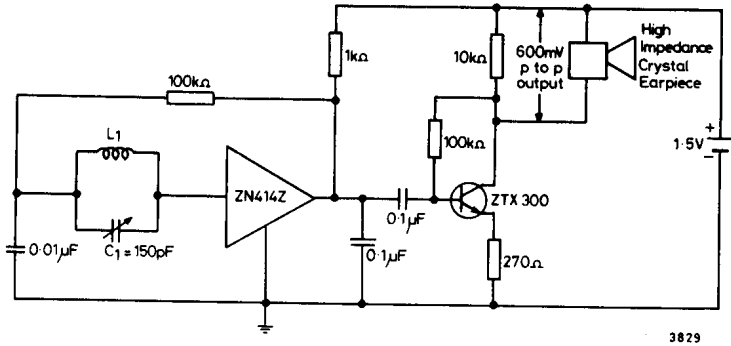 100kΩ
1kΩ
10kΩ
600mV
p to p
output
High
Impedance
Crystal
Earpiece
L1
100kΩ
+
1·5V
−
ZN414Z
ZTX 300
0·1µF
0·01µF
C1 = 150pF
0·1µF
270Ω
3829